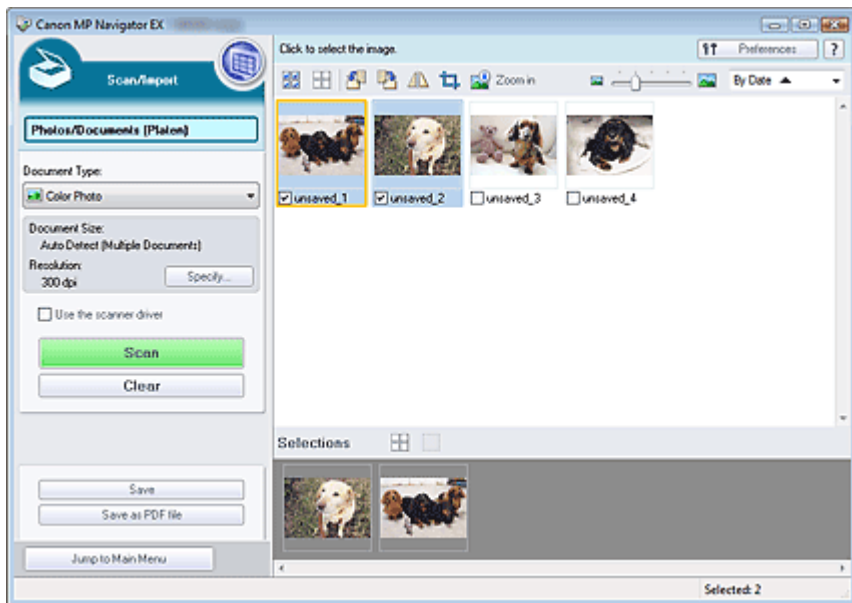 Canon MP Navigator EX
Scan/Import
Click to select the image.
Preferences
?
Zoom in
By Date
Photos/Documents (Platen)
Document Type:
Color Photo
Document Size:
Auto Detect (Multiple Documents)
Resolution:
300 dpi
Specify...
Use the scanner driver
Scan
Clear
unsaved_1
unsaved_2
unsaved_3
unsaved_4
Selections
Save
Save as PDF file
Jump to Main Menu
Selected: 2